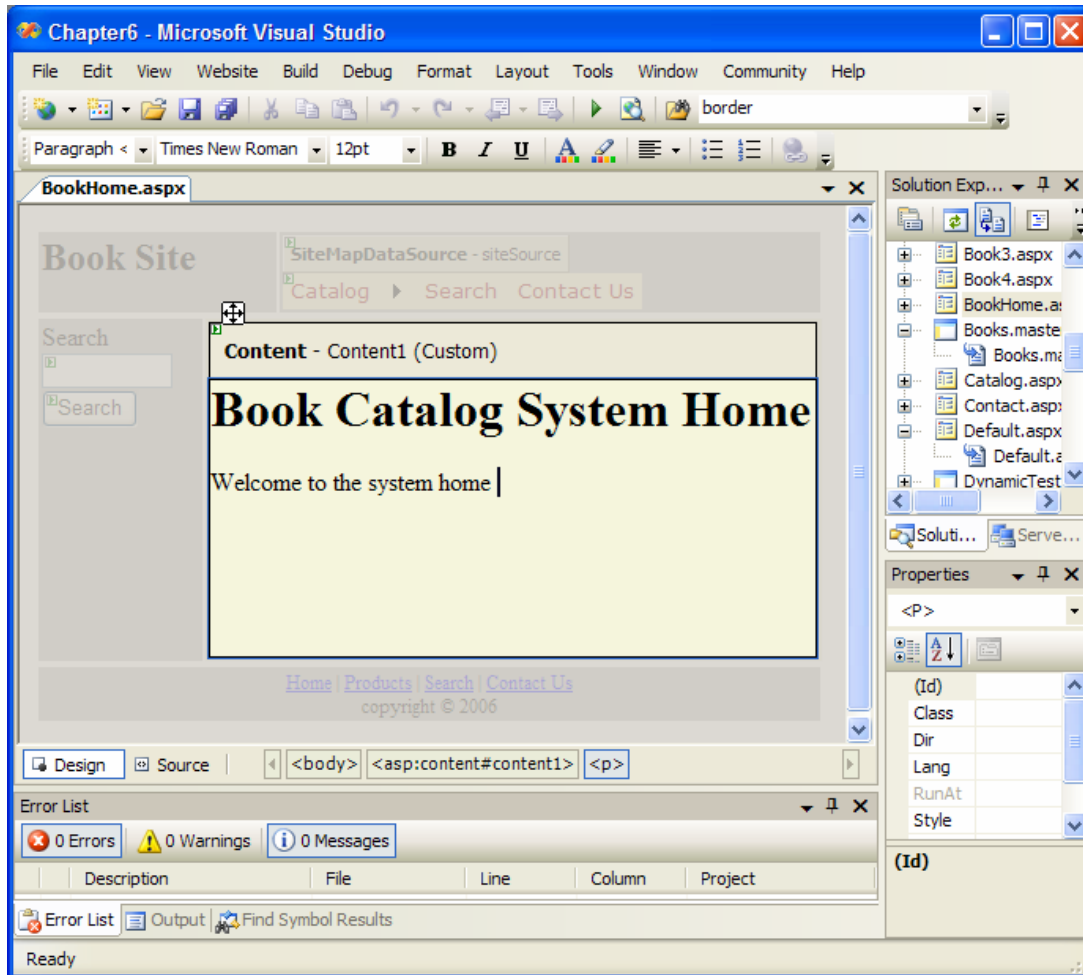 Chapter6 - Microsoft Visual Studio
File Edit View Website Build Debug Format Layout Tools Window Community Help
border
Paragraph < Times New Roman 12pt B I U A
BookHome.aspx
Book Site
SiteMapDataSource - siteSource
Catalog Search Contact Us
Search
Search
Content - Content1 (Custom)
Book Catalog System Home
Welcome to the system home
Home | Products | Search | Contact Us
copyright © 2006
Design Source <body> <asp:content#content1> <p>
Error List
0 Errors 0 Warnings 0 Messages
Description File Line Column Project
Error List Output Find Symbol Results
Ready
Solution Exp...
Book3.aspx
Book4.aspx
BookHome.as
Books.maste
Books.ma
Catalog.aspx
Contact.aspx
Default.aspx
Default.a
DynamicTest
Soluti... Serve...
Properties
<P>
(Id)
Class
Dir
Lang
RunAt
Style
(Id)